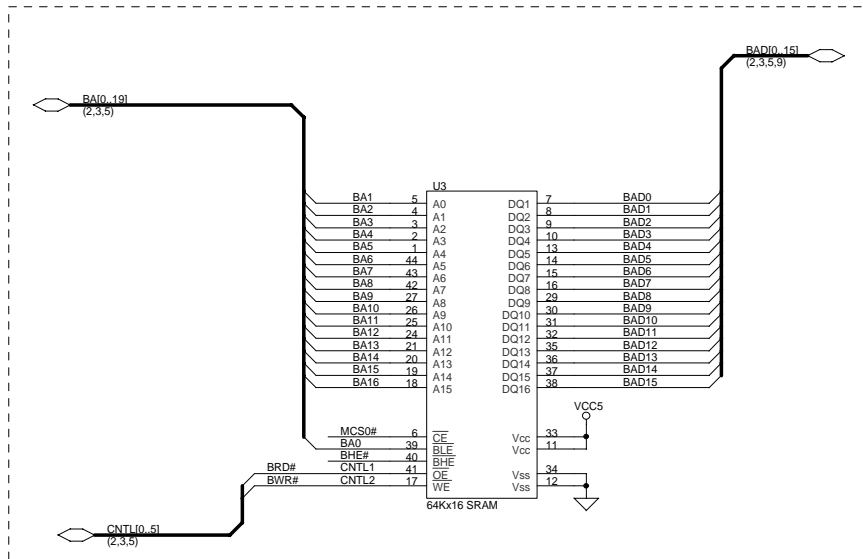 BAD[0..15]
(2,3,5,9)
BA[0..19]
(2,3,5)
U3
BA1 5 A0 DQ1 7 BAD0
BA2 4 A1 DQ2 8 BAD1
BA3 3 A2 DQ3 9 BAD2
BA4 2 A3 DQ4 10 BAD3
BA5 1 A4 DQ5 13 BAD4
BA6 44 A5 DQ6 14 BAD5
BA7 43 A6 DQ7 15 BAD6
BA8 42 A7 DQ8 16 BAD7
BA9 27 A8 DQ9 29 BAD8
BA10 26 A9 DQ10 30 BAD9
BA11 25 A10 DQ11 31 BAD10
BA12 24 A11 DQ12 32 BAD11
BA13 21 A12 DQ13 35 BAD12
BA14 20 A13 DQ14 36 BAD13
BA15 19 A14 DQ15 37 BAD14
BA16 18 A15 DQ16 38 BAD15
VCC5
MCS0# 6 CE Vcc 33
BA0 39 BLE Vcc 11
BHE# 40 BHE
BRD# CNTL1 41 OE Vss 34
BWR# CNTL2 17 WE Vss 12
64Kx16 SRAM
CNTL[0..5]
(2,3,5)